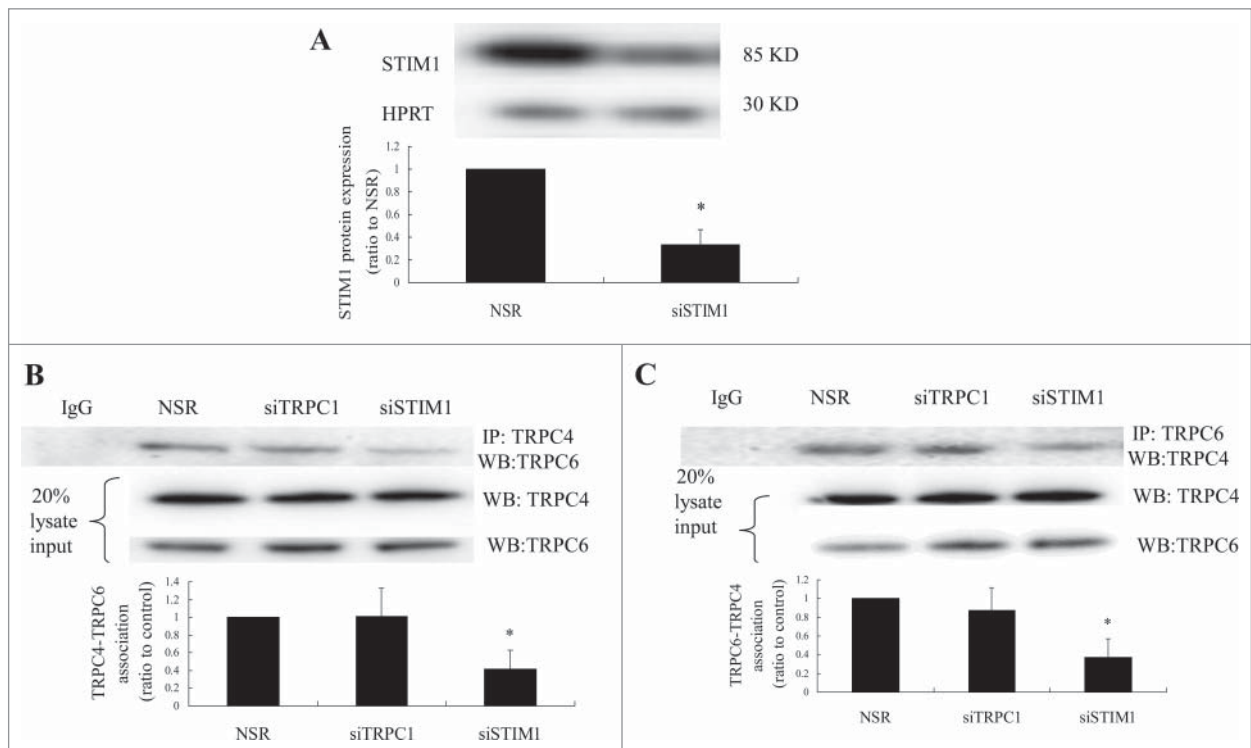 A
STIM1
85 KD
HPRT
30 KD
STIM1 protein expression
(ratio to NSR)
1.2
1
0.8
0.6
0.4
0.2
0
*
NSR
siSTIM1
B
IgG
NSR
siTRPC1
siSTIM1
IP: TRPC4
WB:TRPC6
20%
lysate
input
WB: TRPC4
WB:TRPC6
TRPC4-TRPC6
association
(ratio to control)
1.4
1.2
1
0.8
0.6
0.4
0.2
0
*
NSR
siTRPC1
siSTIM1
C
IgG
NSR
siTRPC1
siSTIM1
IP: TRPC6
WB:TRPC4
20%
lysate
input
WB: TRPC4
WB:TRPC6
TRPC6-TRPC4
association
(ratio to control)
1.2
1
0.8
0.6
0.4
0.2
0
*
NSR
siTRPC1
siSTIM1